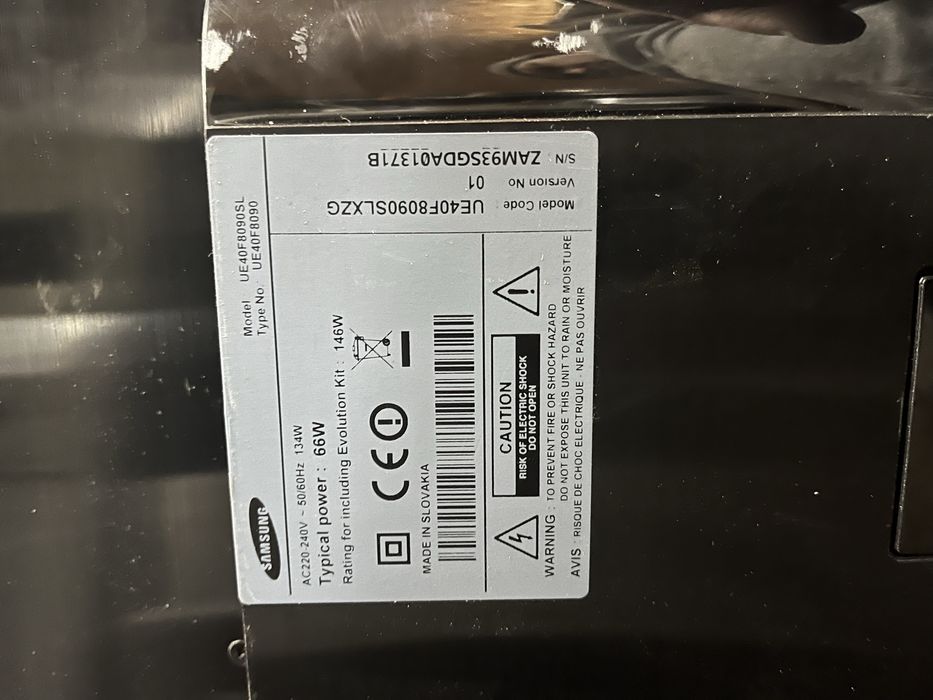 SAMSUNG
Model UE40F8090SL
Type No. UE40F8090
AC220-240V ~ 50/60Hz 134W
Typical power : 66W
Rating for including Evolution Kit : 146W
CE
MADE IN SLOVAKIA
CAUTION
RISK OF ELECTRIC SHOCK
DO NOT OPEN
WARNING : TO PREVENT FIRE OR SHOCK HAZARD
DO NOT EXPOSE THIS UNIT TO RAIN OR MOISTURE
AVIS : RISQUE DE CHOC ELECTRIQUE - NE PAS OUVRIR
Model Code : UE40F8090SLXZG
Version No 01
S/N : ZAM93SGDA01371B